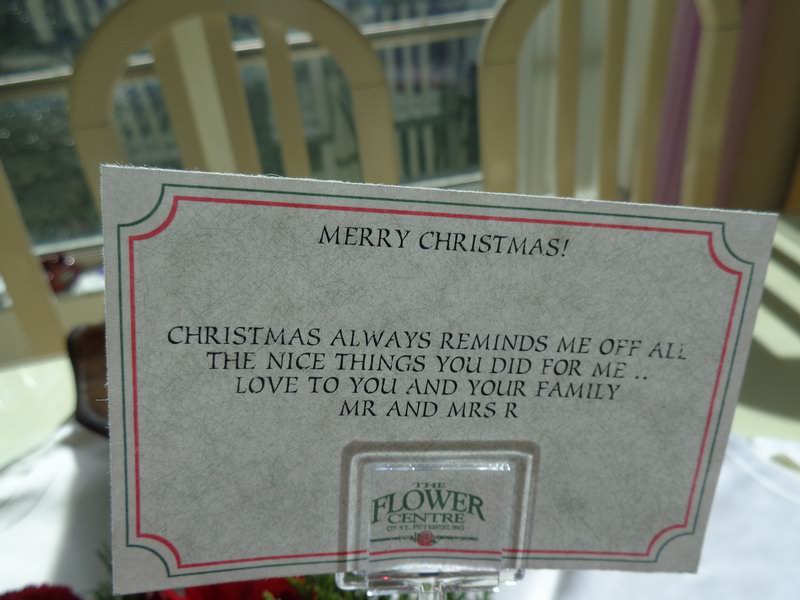 MERRY CHRISTMAS!
CHRISTMAS ALWAYS REMINDS ME OFF ALL
THE NICE THINGS YOU DID FOR ME ..
LOVE TO YOU AND YOUR FAMILY
MR AND MRS R
THE
FLOWER
CENTRE
OF ST. PETERSBURG